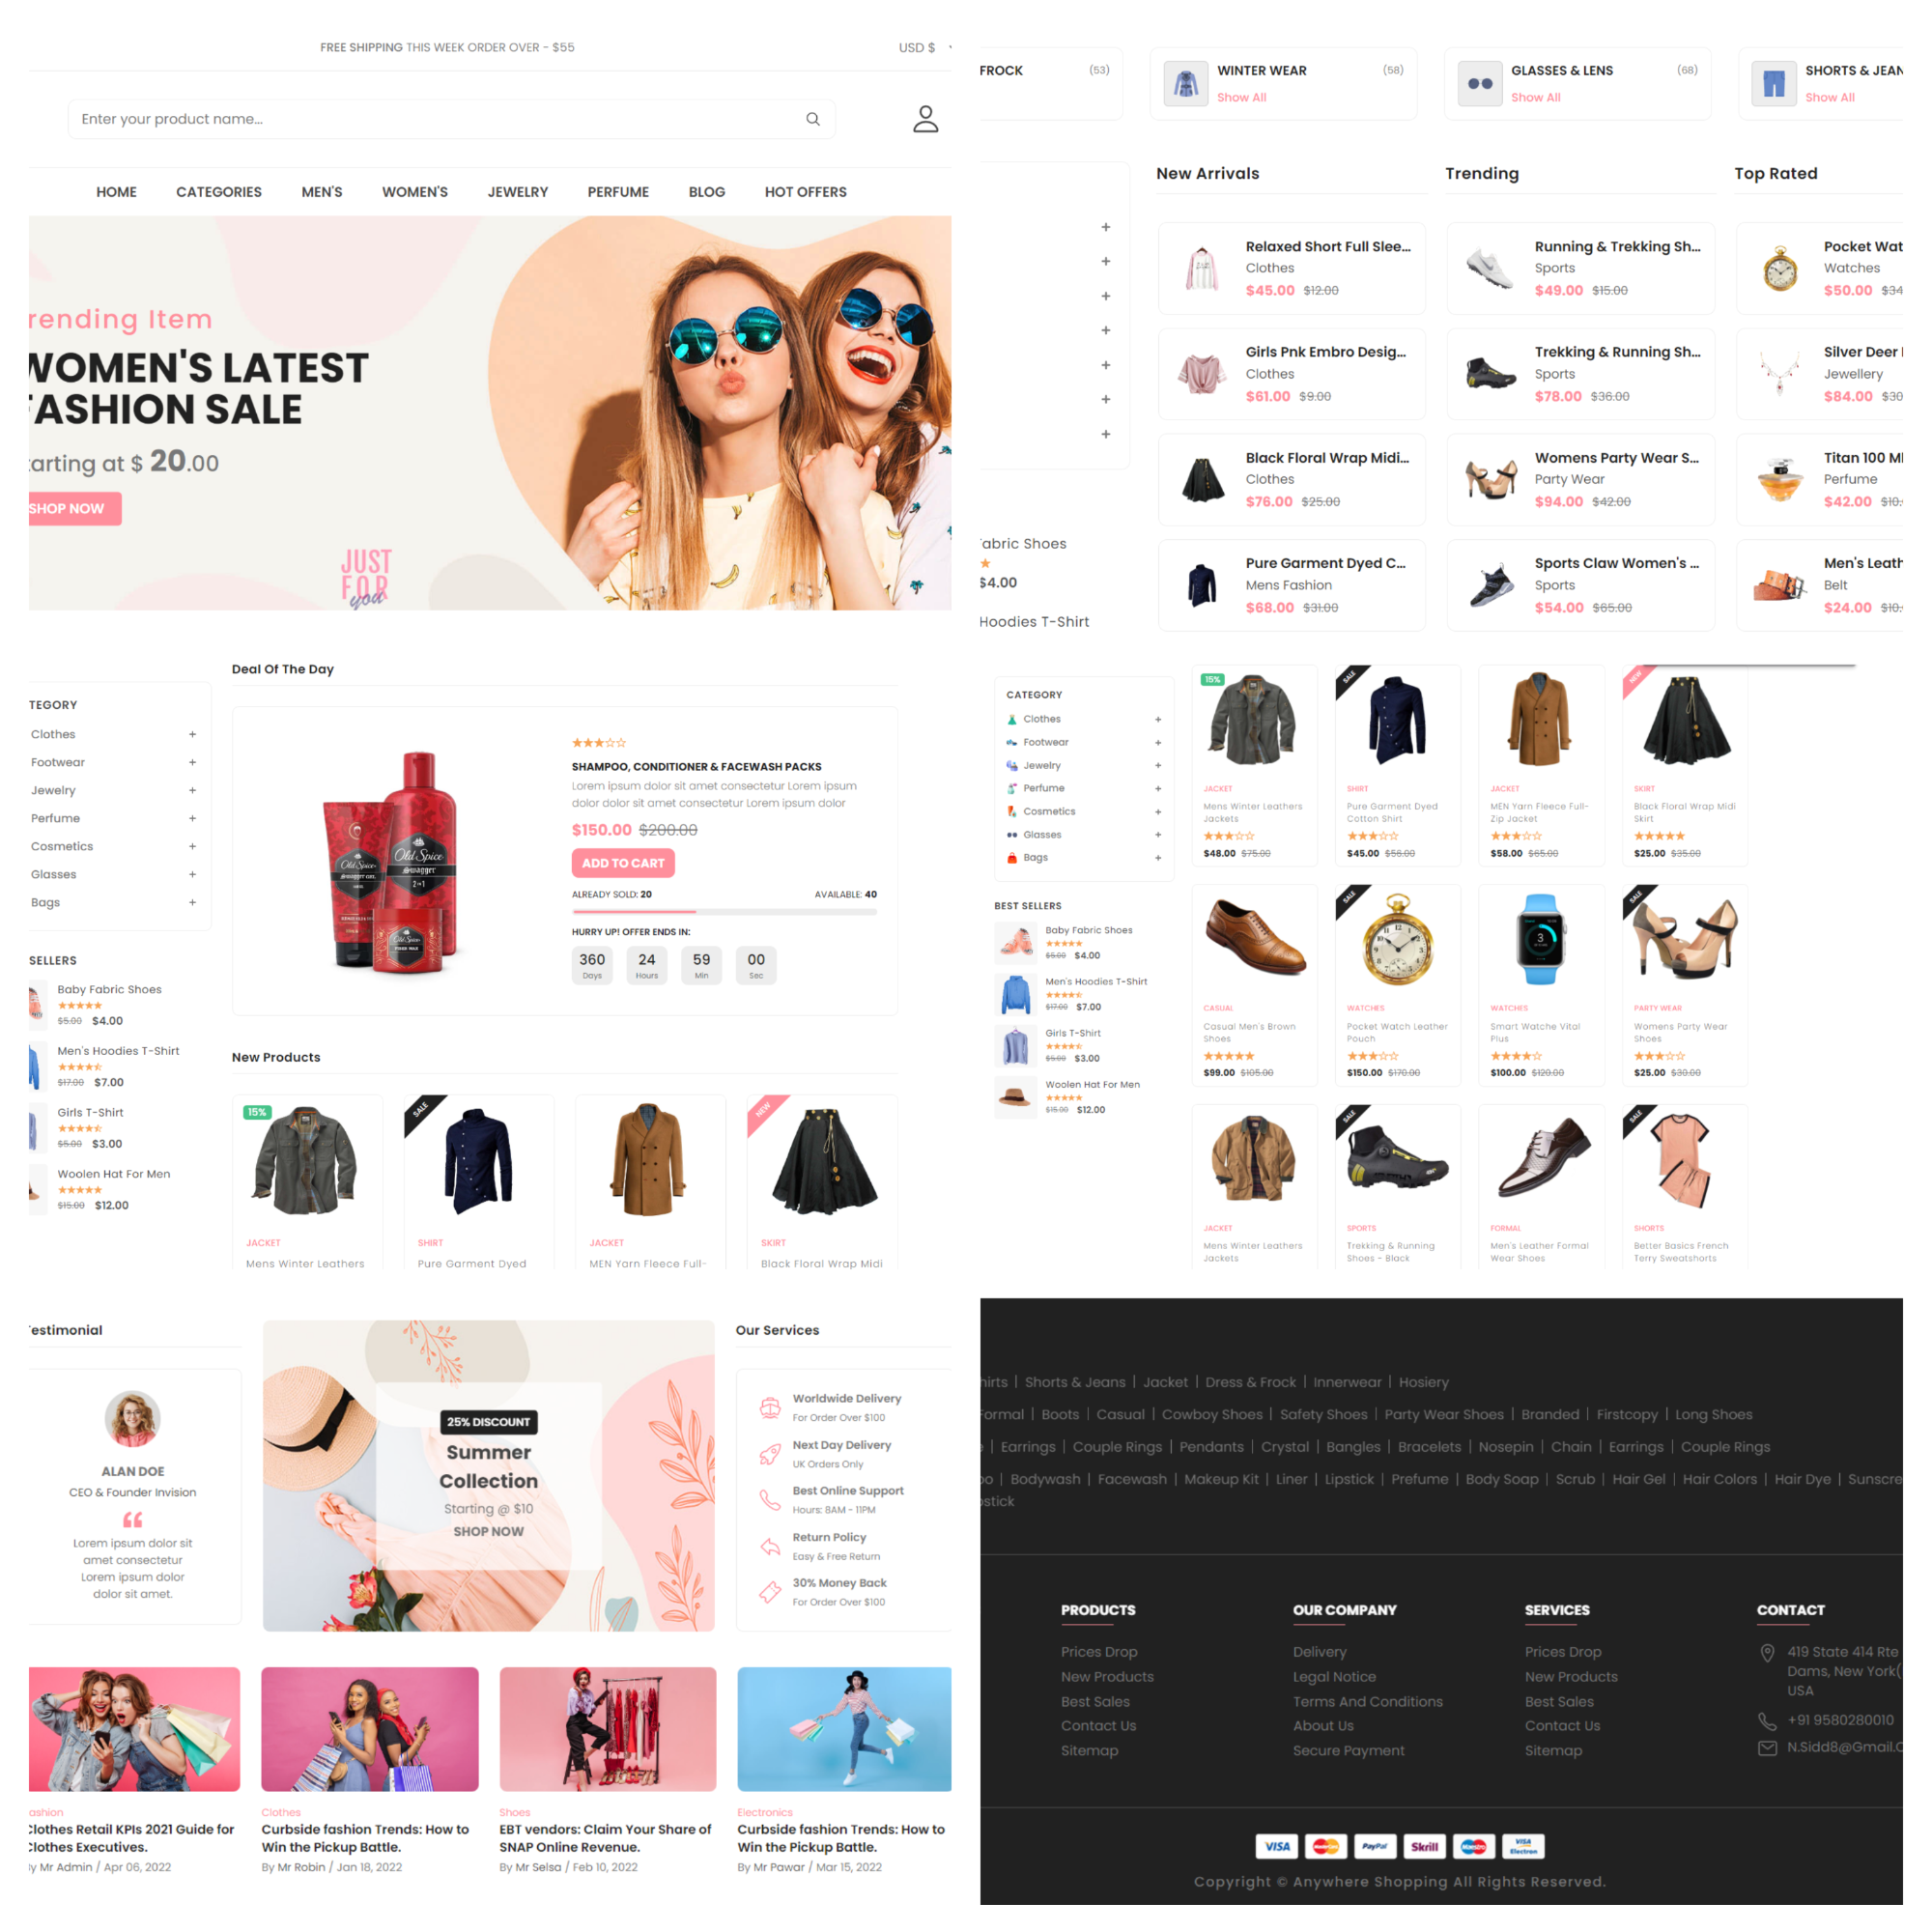 FREE SHIPPING THIS WEEK ORDER OVER - $55
USD $
Enter your product name...
HOME CATEGORIES MEN'S WOMEN'S JEWELRY PERFUME BLOG HOT OFFERS
rending Item
WOMEN'S LATEST
FASHION SALE
arting at $ 20.00
SHOP NOW
JUST
FOR
you
FROCK (53)
WINTER WEAR (58)
Show All
GLASSES & LENS (68)
Show All
SHORTS & JEAN
Show All
New Arrivals
Relaxed Short Full Slee...
Clothes
$45.00 $12.00
Girls Pnk Embro Desig...
Clothes
$61.00 $9.00
Black Floral Wrap Midi...
Clothes
$76.00 $25.00
Pure Garment Dyed C...
Mens Fashion
$68.00 $31.00
Trending
Running & Trekking Sh...
Sports
$49.00 $15.00
Trekking & Running Sh...
Sports
$78.00 $36.00
Womens Party Wear S...
Party Wear
$94.00 $42.00
Sports Claw Women's ...
Sports
$54.00 $65.00
Top Rated
Pocket Wat
Watches
$50.00 $34
Silver Deer
Jewellery
$84.00 $30
Titan 100 Ml
Perfume
$42.00 $10.
Men's Leath
Belt
$24.00 $10.
abric Shoes
$4.00
Hoodies T-Shirt
TEGORY
Clothes +
Footwear +
Jewelry +
Perfume +
Cosmetics +
Glasses +
Bags +
SELLERS
Baby Fabric Shoes
$5.00 $4.00
Men's Hoodies T-Shirt
$17.00 $7.00
Girls T-Shirt
$5.00 $3.00
Woolen Hat For Men
$15.00 $12.00
Deal Of The Day
Old Spice
Swagger
2in1
Old Spice
Old Spice
SHAMPOO, CONDITIONER & FACEWASH PACKS
Lorem ipsum dolor sit amet consectetur Lorem ipsum
dolor dolor sit amet consectetur Lorem ipsum dolor
$150.00 $200.00
ADD TO CART
ALREADY SOLD: 20 AVAILABLE: 40
HURRY UP! OFFER ENDS IN:
360 24 59 00
Days Hours Min Sec
New Products
15%
JACKET
Mens Winter Leathers
SALE
SHIRT
Pure Garment Dyed
JACKET
MEN Yarn Fleece Full-
NEW
SKIRT
Black Floral Wrap Midi
CATEGORY
Clothes +
Footwear +
Jewelry +
Perfume +
Cosmetics +
Glasses +
Bags +
BEST SELLERS
Baby Fabric Shoes
$5.00 $4.00
Men's Hoodies T-Shirt
$17.00 $7.00
Girls T-Shirt
$5.00 $3.00
Woolen Hat For Men
$15.00 $12.00
15%
JACKET
Mens Winter Leathers
Jackets
$48.00 $75.00
SALE
SHIRT
Pure Garment Dyed
Cotton Shirt
$45.00 $56.00
JACKET
MEN Yarn Fleece Full-
Zip Jacket
$58.00 $65.00
NEW
SKIRT
Black Floral Wrap Midi
Skirt
$25.00 $35.00
CASUAL
Casual Men's Brown
Shoes
$99.00 $105.00
SALE
WATCHES
Pocket Watch Leather
Pouch
$150.00 $170.00
WATCHES
Smart Watche Vital
Plus
$100.00 $120.00
SALE
PARTY WEAR
Womens Party Wear
Shoes
$25.00 $30.00
JACKET
Mens Winter Leathers
Jackets
SALE
SPORTS
Trekking & Running
Shoes - Black
FORMAL
Men's Leather Formal
Wear Shoes
SALE
SHORTS
Better Basics French
Terry Sweatshorts
estimonial
ALAN DOE
CEO & Founder Invision
Lorem ipsum dolor sit
amet consectetur
Lorem ipsum dolor
dolor sit amet.
25% DISCOUNT
Summer
Collection
Starting @ $10
SHOP NOW
Our Services
Worldwide Delivery
For Order Over $100
Next Day Delivery
UK Orders Only
Best Online Support
Hours: 8AM - 11PM
Return Policy
Easy & Free Return
30% Money Back
For Order Over $100
ashion
Clothes Retail KPIs 2021 Guide for
Clothes Executives.
By Mr Admin / Apr 06, 2022
Clothes
Curbside fashion Trends: How to
Win the Pickup Battle.
By Mr Robin / Jan 18, 2022
Shoes
EBT vendors: Claim Your Share of
SNAP Online Revenue.
By Mr Selsa / Feb 10, 2022
Electronics
Curbside fashion Trends: How to
Win the Pickup Battle.
By Mr Pawar / Mar 15, 2022
hirts | Shorts & Jeans | Jacket | Dress & Frock | Innerwear | Hosiery
Formal | Boots | Casual | Cowboy Shoes | Safety Shoes | Party Wear Shoes | Branded | Firstcopy | Long Shoes
| Earrings | Couple Rings | Pendants | Crystal | Bangles | Bracelets | Nosepin | Chain | Earrings | Couple Rings
oo | Bodywash | Facewash | Makeup Kit | Liner | Lipstick | Prefume | Body Soap | Scrub | Hair Gel | Hair Colors | Hair Dye | Sunscre
pstick
PRODUCTS
Prices Drop
New Products
Best Sales
Contact Us
Sitemap
OUR COMPANY
Delivery
Legal Notice
Terms And Conditions
About Us
Secure Payment
SERVICES
Prices Drop
New Products
Best Sales
Contact Us
Sitemap
CONTACT
419 State 414 Rte
Dams, New York(
USA
+91 9580280010
N.Sidd8@Gmail.C
VISA MasterCard PayPal Skrill Maestro VISA Electron
Copyright © Anywhere Shopping All Rights Reserved.